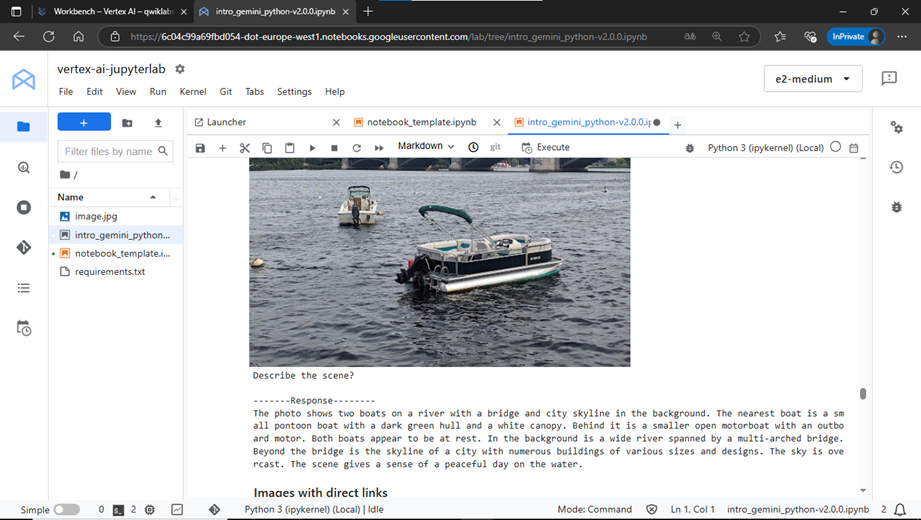 Workbench – Vertex AI – qwiklab
intro_gemini_python-v2.0.0.ipynb
https://6c04c99a69fbd054-dot-europe-west1.notebooks.googleusercontent.com/lab/tree/intro_gemini_python-v2.0.0.ipynb
InPrivate
vertex-ai-jupyterlab
e2-medium
File Edit View Run Kernel Git Tabs Settings Help
Launcher
notebook_template.ipynb
intro_gemini_python-v2.0.0.ip
Filter files by name
Markdown
git
Execute
Python 3 (ipykernel) (Local)
/
Name
image.jpg
intro_gemini_python...
notebook_template.i...
requirements.txt
Describe the scene?
-------Response--------
The photo shows two boats on a river with a bridge and city skyline in the background. The nearest boat is a sm
all pontoon boat with a dark green hull and a white canopy. Behind it is a smaller open motorboat with an outbo
ard motor. Both boats appear to be at rest. In the background is a wide river spanned by a multi-arched bridge.
Beyond the bridge is the skyline of a city with numerous buildings of various sizes and designs. The sky is ove
rcast. The scene gives a sense of a peaceful day on the water.
Images with direct links
Simple 0 2 Python 3 (ipykernel) (Local) | Idle Mode: Command Ln 1, Col 1 intro_gemini_python-v2.0.0.ipynb 2